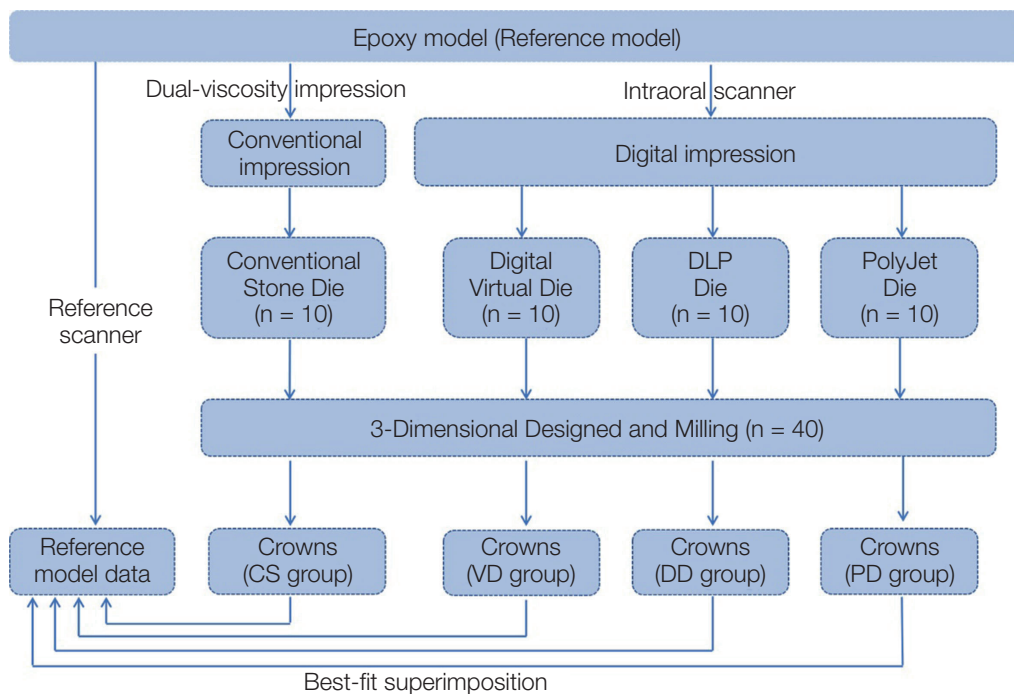 Epoxy model (Reference model)
Dual-viscosity impression
Intraoral scanner
Conventional
impression
Digital impression
Conventional
Stone Die
(n = 10)
Digital
Virtual Die
(n = 10)
DLP
Die
(n = 10)
PolyJet
Die
(n = 10)
Reference
scanner
3-Dimensional Designed and Milling (n = 40)
Reference
model data
Crowns
(CS group)
Crowns
(VD group)
Crowns
(DD group)
Crowns
(PD group)
Best-fit superimposition